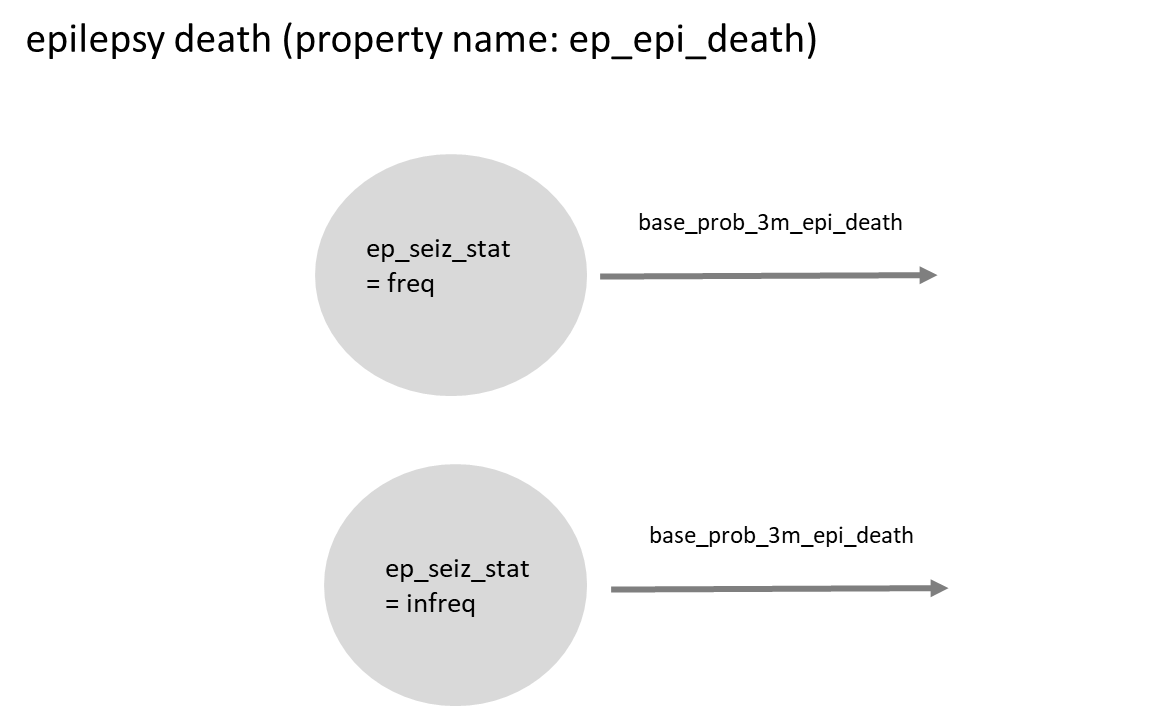 epilepsy death (property name: ep_epi_death)
base_prob_3m_epi_death
ep_seiz_stat
= freq
base_prob_3m_epi_death
ep_seiz_stat
= infreq